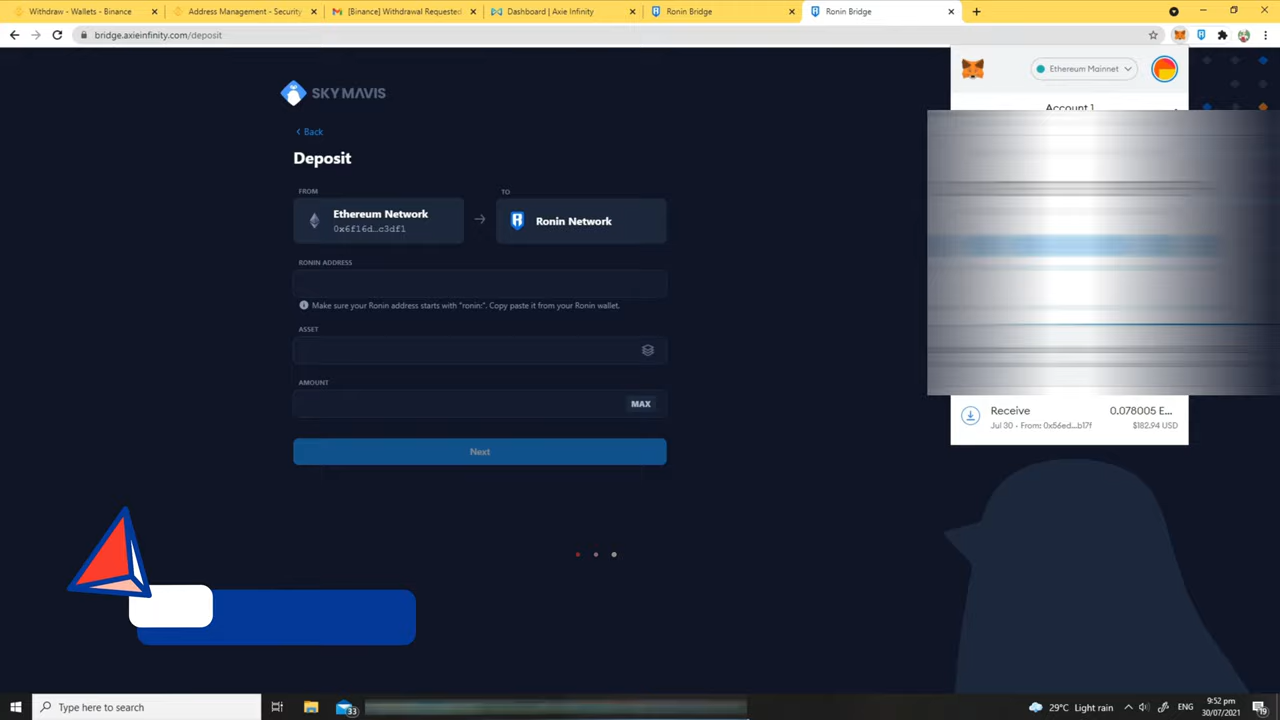 Withdraw - Wallets - Binance
Address Management - Security
[Binance] Withdrawal Requested
Dashboard | Axie Infinity
Ronin Bridge
Ronin Bridge
bridge.axieinfinity.com/deposit
Ethereum Mainnet
Account 1
SKY MAVIS
Back
Deposit
FROM
TO
Ethereum Network
0x6f16d...c3df1
Ronin Network
RONIN ADDRESS
Make sure your Ronin address starts with "ronin:". Copy paste it from your Ronin wallet.
ASSET
AMOUNT
MAX
Next
Receive
0.078005 E...
Jul 30 - From: 0x56ed...b17f
$182.94 USD
Type here to search
33
29°C Light rain
ENG
9:52 pm
30/07/2021
19